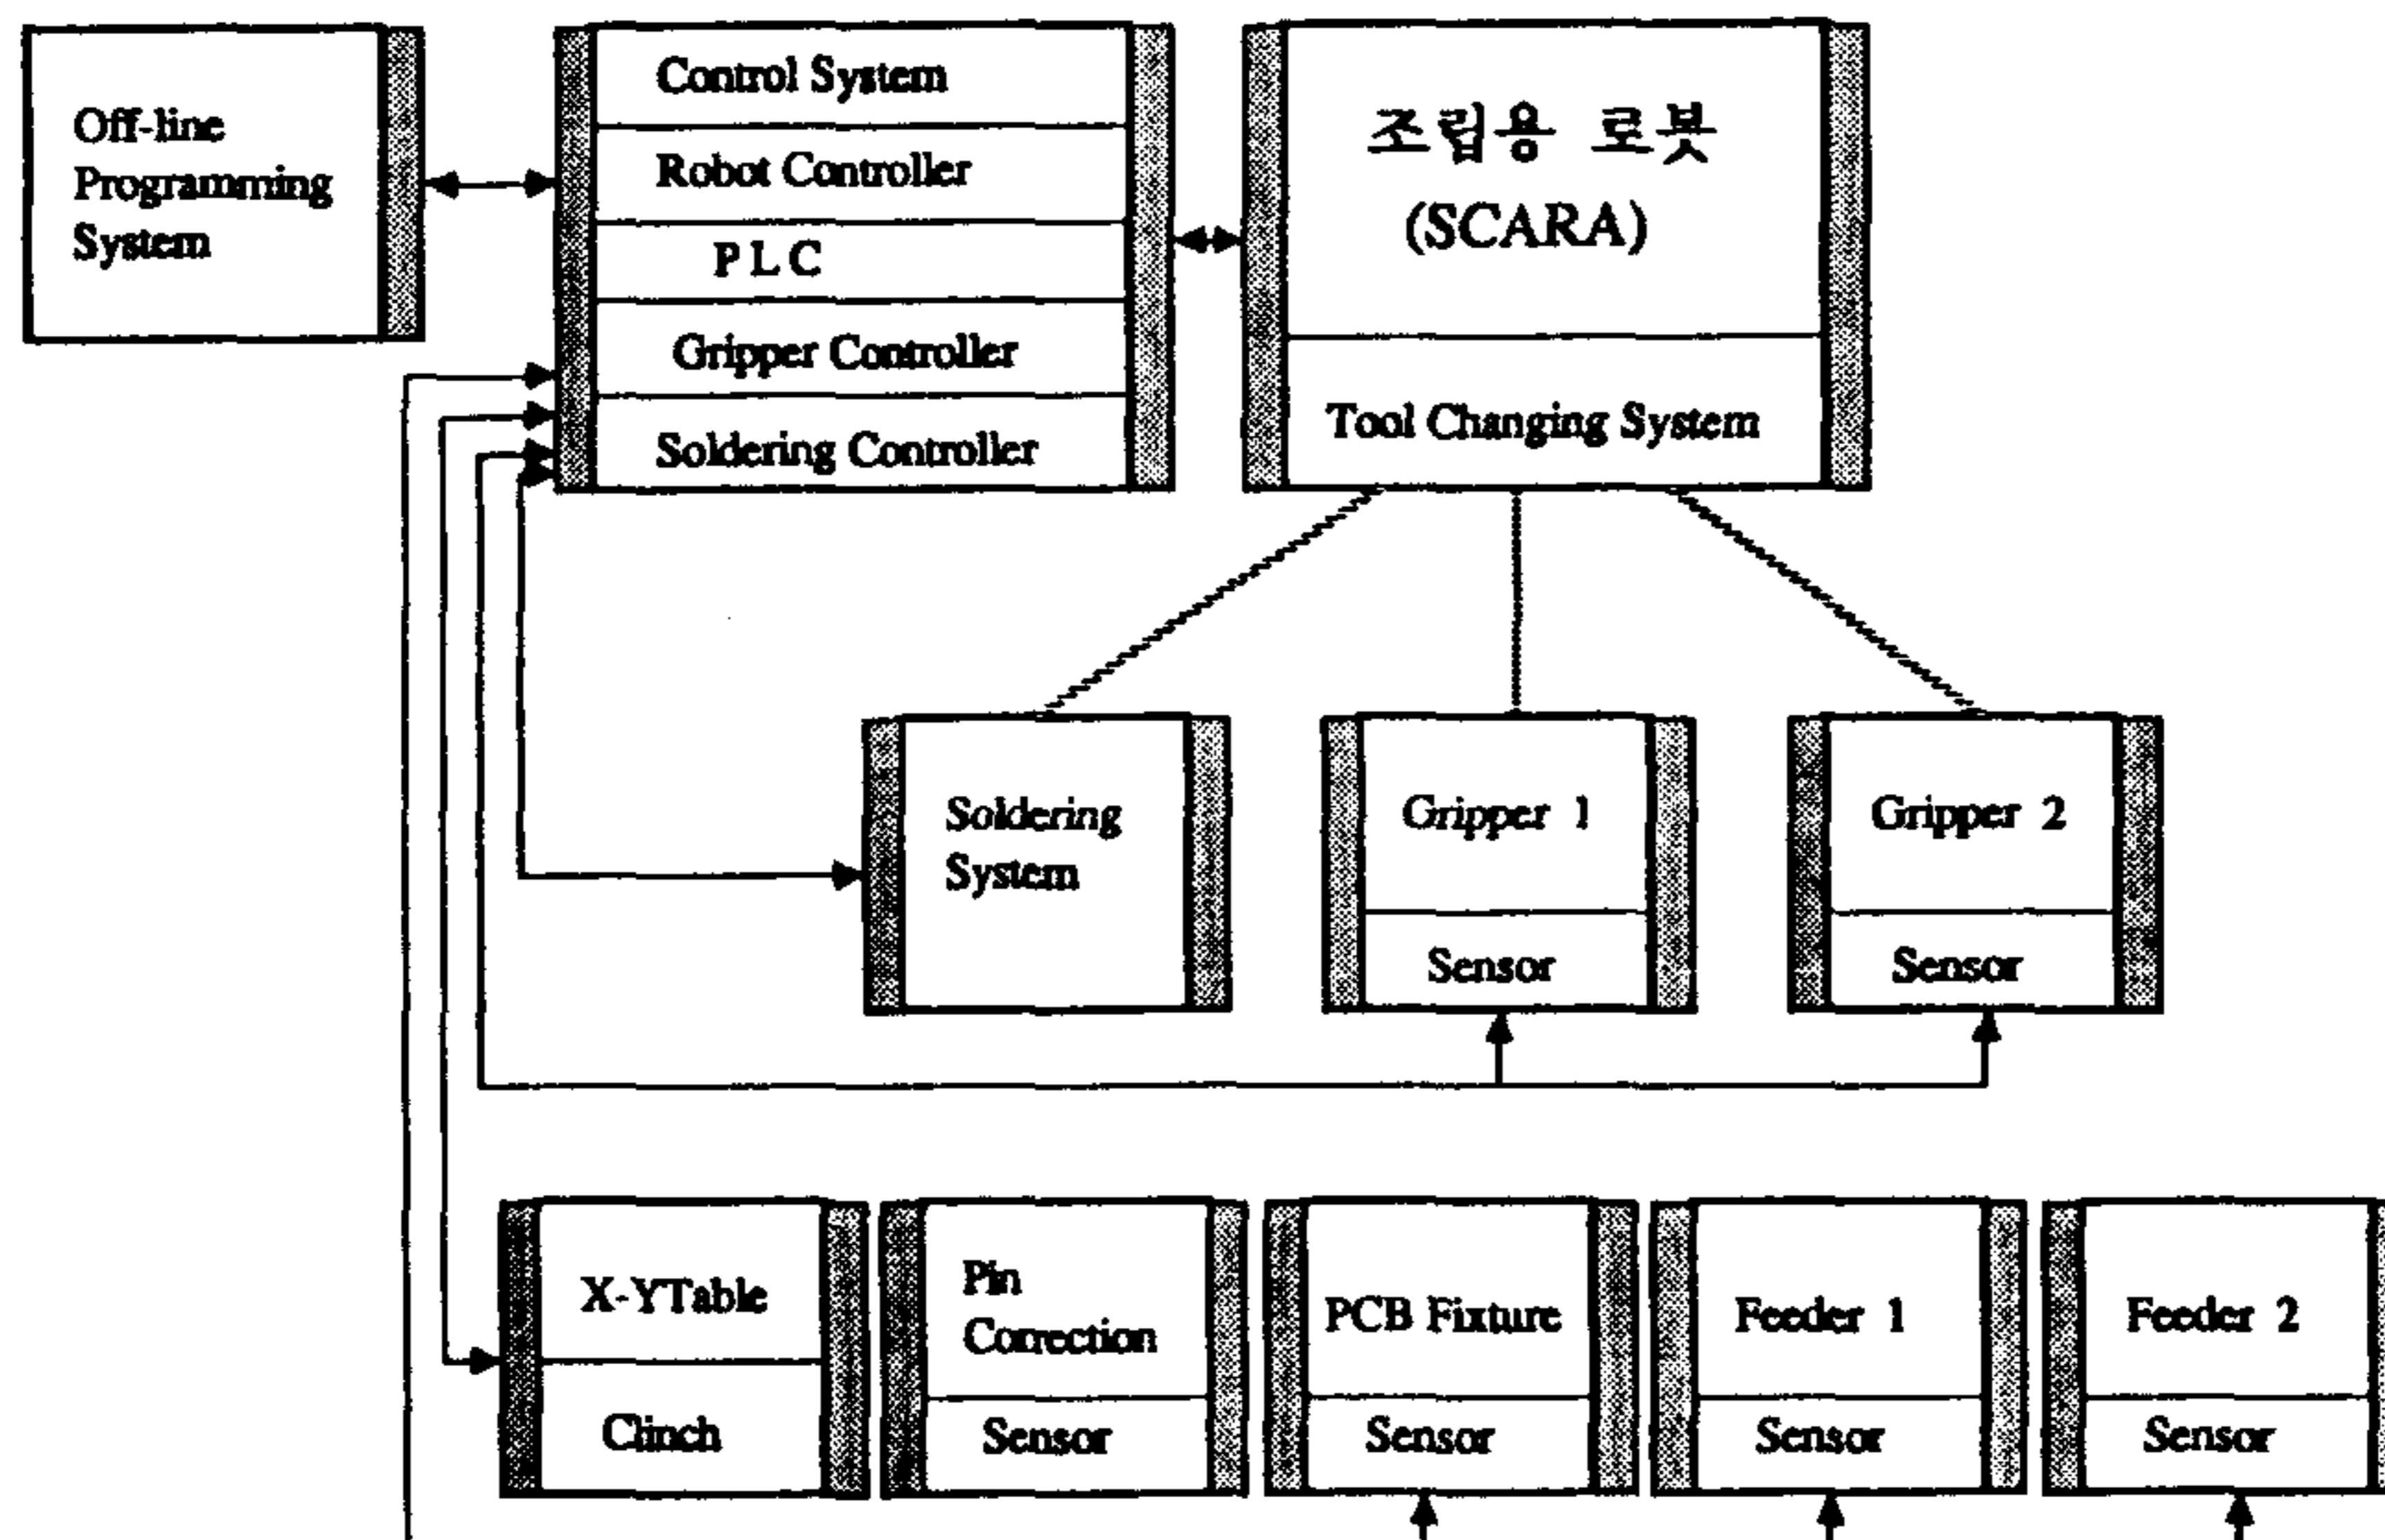 Off-line
Programming
System
Control System
Robot Controller
P L C
Gripper Controller
Soldering Controller
조립용 로봇
(SCARA)
Tool Changing System
Soldering
System
Gripper 1
Sensor
Gripper 2
Sensor
X-YTable
Clinch
Pin
Correction
Sensor
PCB Fixture
Sensor
Feeder 1
Sensor
Feeder 2
Sensor